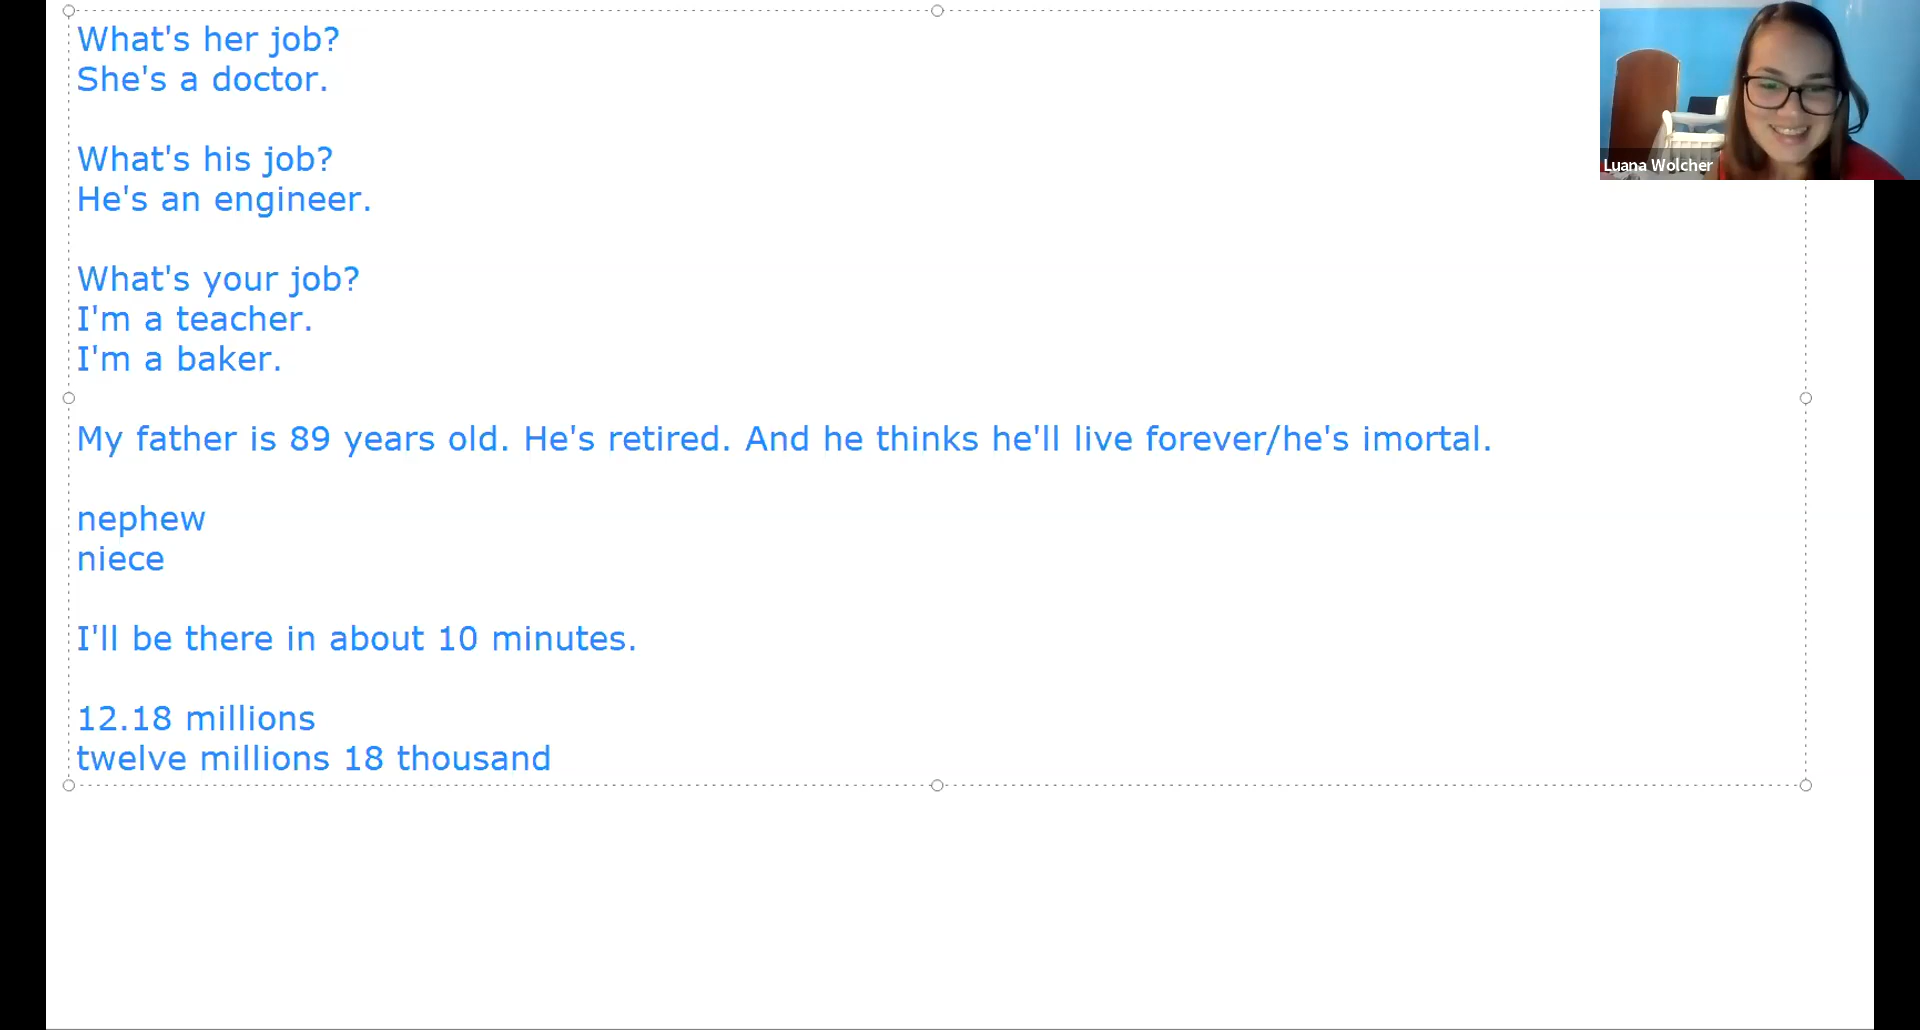 What's her job?
She's a doctor.
What's his job?
He's an engineer.
What's your job?
I'm a teacher.
I'm a baker.
My father is 89 years old. He's retired. And he thinks he'll live forever/he's imortal.
nephew
niece
I'll be there in about 10 minutes.
12.18 millions
twelve millions 18 thousand
Luana Wolcher